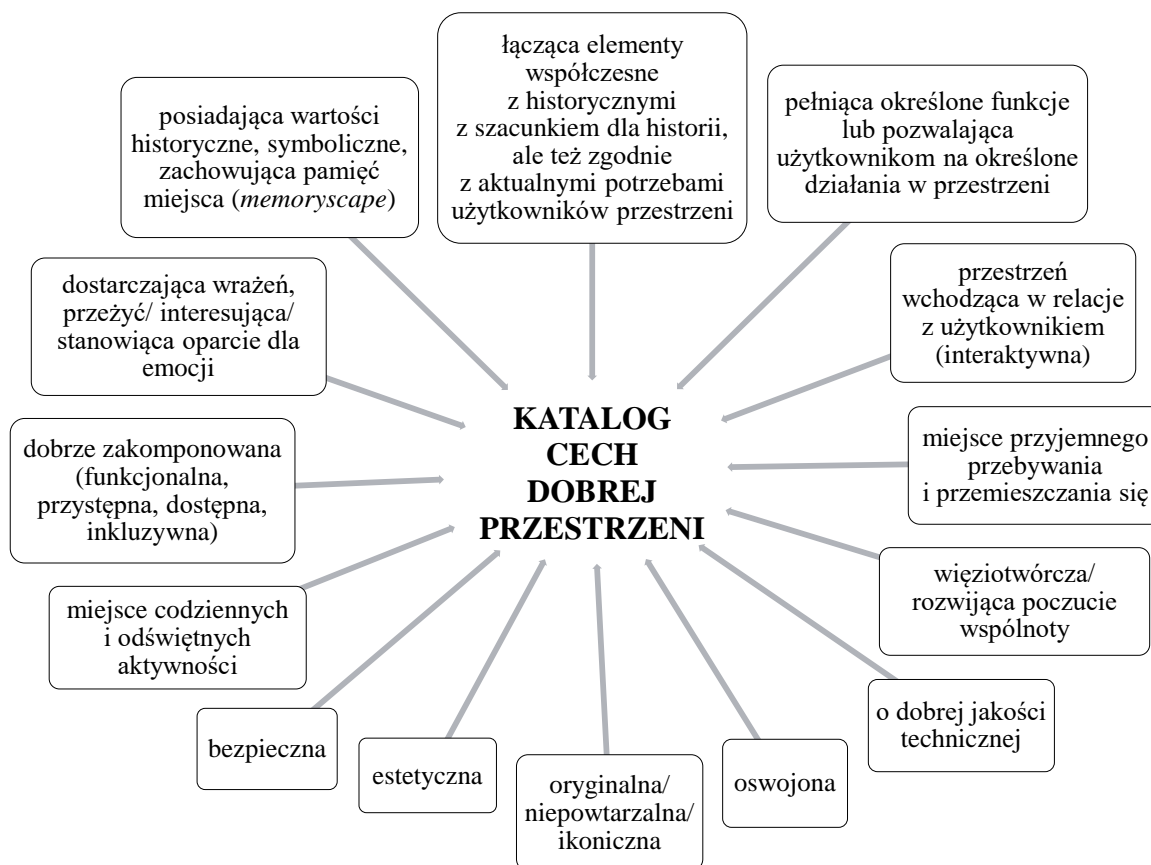 łącząca elementy
współczesne
z historycznymi
z szacunkiem dla historii,
ale też zgodnie
z aktualnymi potrzebami
użytkowników przestrzeni
pełniąca określone funkcje
lub pozwalająca
użytkownikom na określone
działania w przestrzeni
przestrzeń
wchodząca w relacje
z użytkownikiem
(interaktywna)
miejsce przyjemnego
przebywania
i przemieszczania się
więziotwórcza/
rozwijąca poczucie
wspólnoty
o dobrej jakości
technicznej
oswojona
oryginalna/
niepowtarzalna/
ikoniczna
estetyczna
bezpieczna
miejsce codziennych
i odświętnych
aktywności
dobrze zakomponowana
(funkcjonalna,
przystępna, dostępna,
inkluzywna)
dostarczająca wrażeń,
przeżyć/ interesująca/
stanowiąca oparcie dla
emocji
posiadająca wartości
historyczne, symboliczne,
zachowująca pamięć
miejsca (memoryscape)
KATALOG
CECH
DOBREJ
PRZESTRZENI